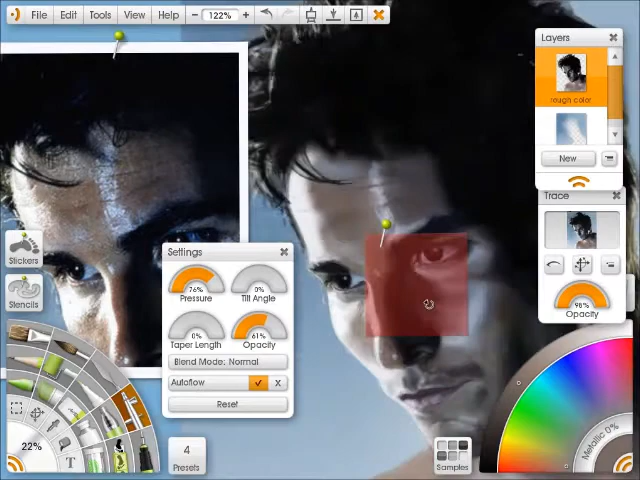 File Edit Tools View Help − 122% +
Layers
rough color
New
Trace
98%
Opacity
Stickers
Stencils
Settings
76% 0%
Pressure Tilt Angle
0% 61%
Taper Length Opacity
Blend Mode: Normal
Autoflow X
Reset
22%
T
4
Presets
Samples
Metallic 0%